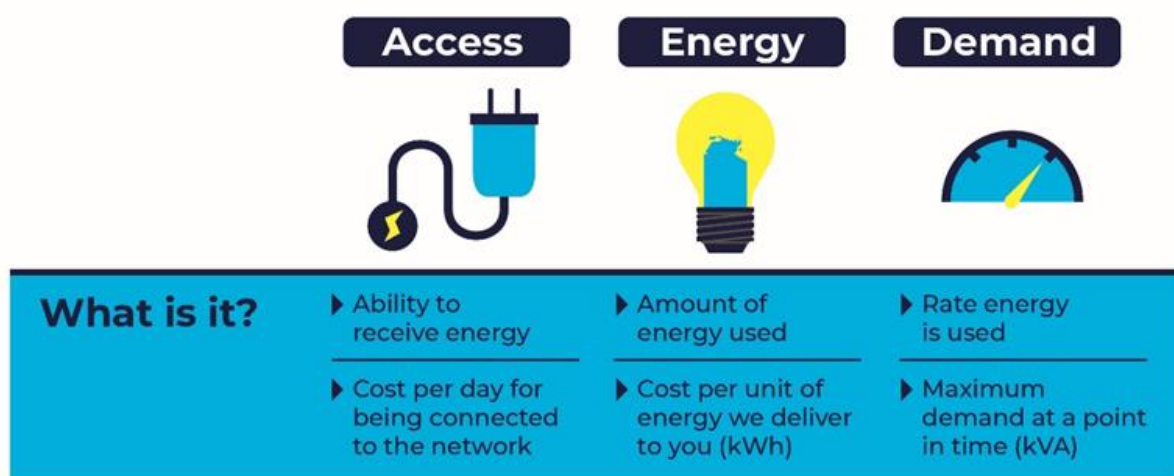 Access
Energy
Demand
What is it?
Ability to
receive energy
Cost per day for
being connected
to the network
Amount of
energy used
Cost per unit of
energy we deliver
to you (kWh)
Rate energy
is used
Maximum
demand at a point
in time (kVA)